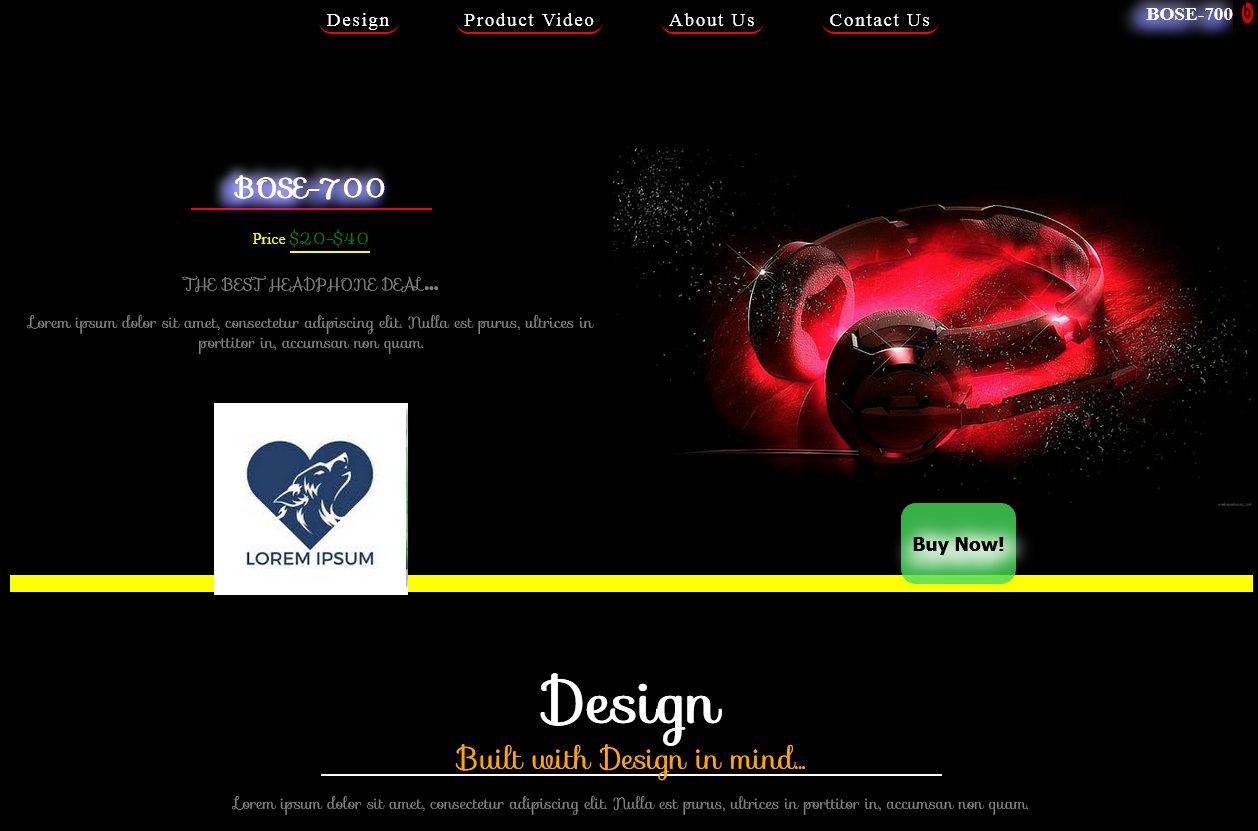 Design Product Video About Us Contact Us BOSE-700
BOSE-700
Price $20-$40
THE BEST HEADPHONE DEAL...
Lorem ipsum dolor sit amet, consectetur adipiscing elit. Nulla est purus, ultrices in
porttitor in, accumsan non quam.
LOREM IPSUM
Buy Now!
Design
Built with Design in mind...
Lorem ipsum dolor sit amet, consectetur adipiscing elit. Nulla est purus, ultrices in porttitor in, accumsan non quam.